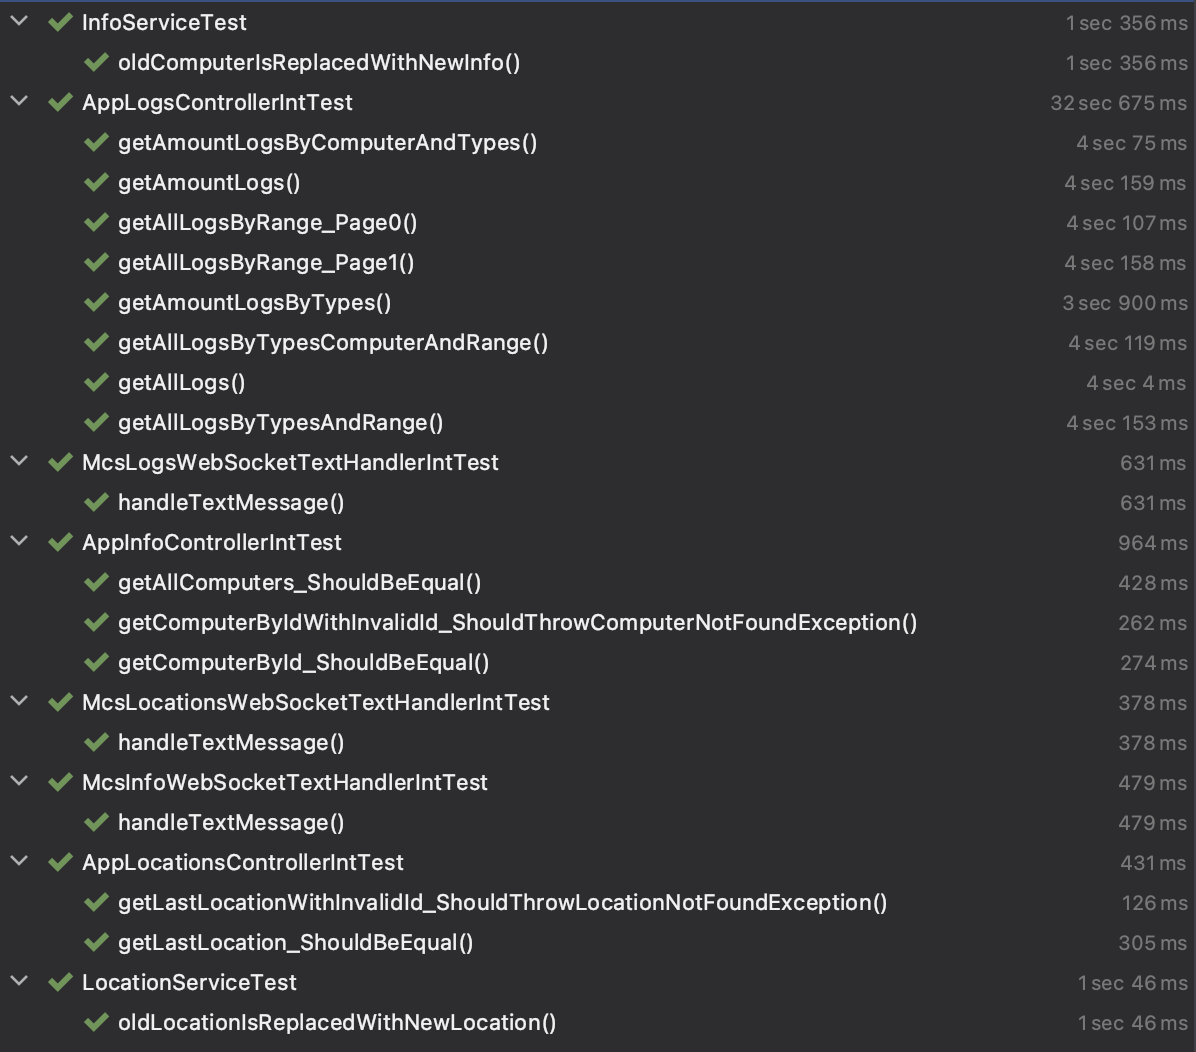 InfoServiceTest 1 sec 356 ms
oldComputerIsReplacedWithNewInfo() 1 sec 356 ms
AppLogsControllerIntTest 32 sec 675 ms
getAmountLogsByComputerAndTypes() 4 sec 75 ms
getAmountLogs() 4 sec 159 ms
getAllLogsByRange_Page0() 4 sec 107 ms
getAllLogsByRange_Page1() 4 sec 158 ms
getAmountLogsByTypes() 3 sec 900 ms
getAllLogsByTypesComputerAndRange() 4 sec 119 ms
getAllLogs() 4 sec 4 ms
getAllLogsByTypesAndRange() 4 sec 153 ms
McsLogsWebSocketTextHandlerIntTest 631 ms
handleTextMessage() 631 ms
AppInfoControllerIntTest 964 ms
getAllComputers_ShouldBeEqual() 428 ms
getComputerByIdWithInvalidId_ShouldThrowComputerNotFoundException() 262 ms
getComputerById_ShouldBeEqual() 274 ms
McsLocationsWebSocketTextHandlerIntTest 378 ms
handleTextMessage() 378 ms
McsInfoWebSocketTextHandlerIntTest 479 ms
handleTextMessage() 479 ms
AppLocationsControllerIntTest 431 ms
getLastLocationWithInvalidId_ShouldThrowLocationNotFoundException() 126 ms
getLastLocation_ShouldBeEqual() 305 ms
LocationServiceTest 1 sec 46 ms
oldLocationIsReplacedWithNewLocation() 1 sec 46 ms